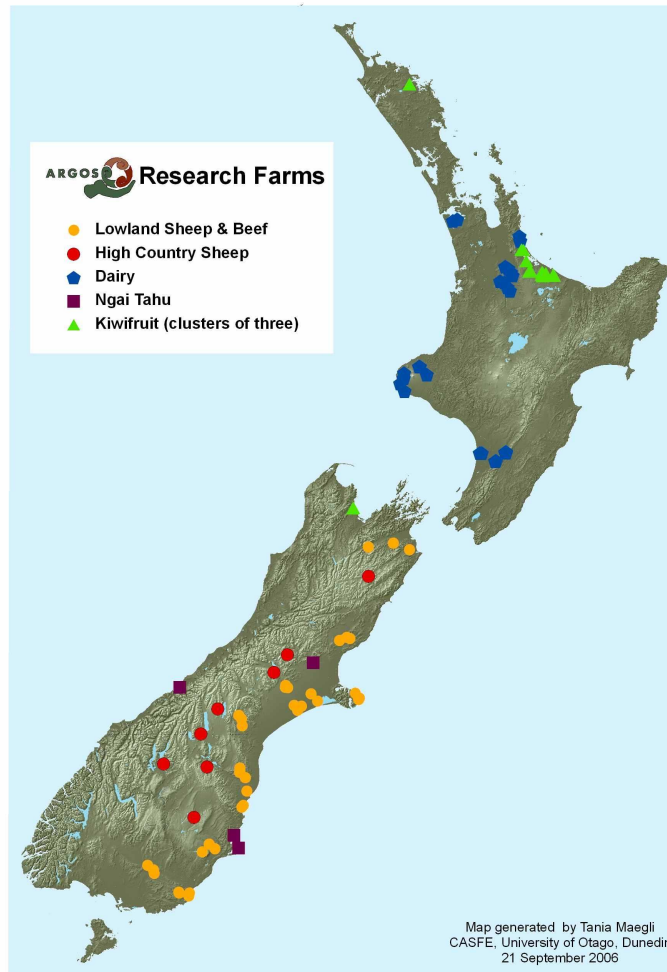 ARGOS Research Farms
Lowland Sheep & Beef
High Country Sheep
Dairy
Ngai Tahu
Kiwifruit (clusters of three)
Map generated by Tania Maegli
CASFE, University of Otago, Dunedin
21 September 2006